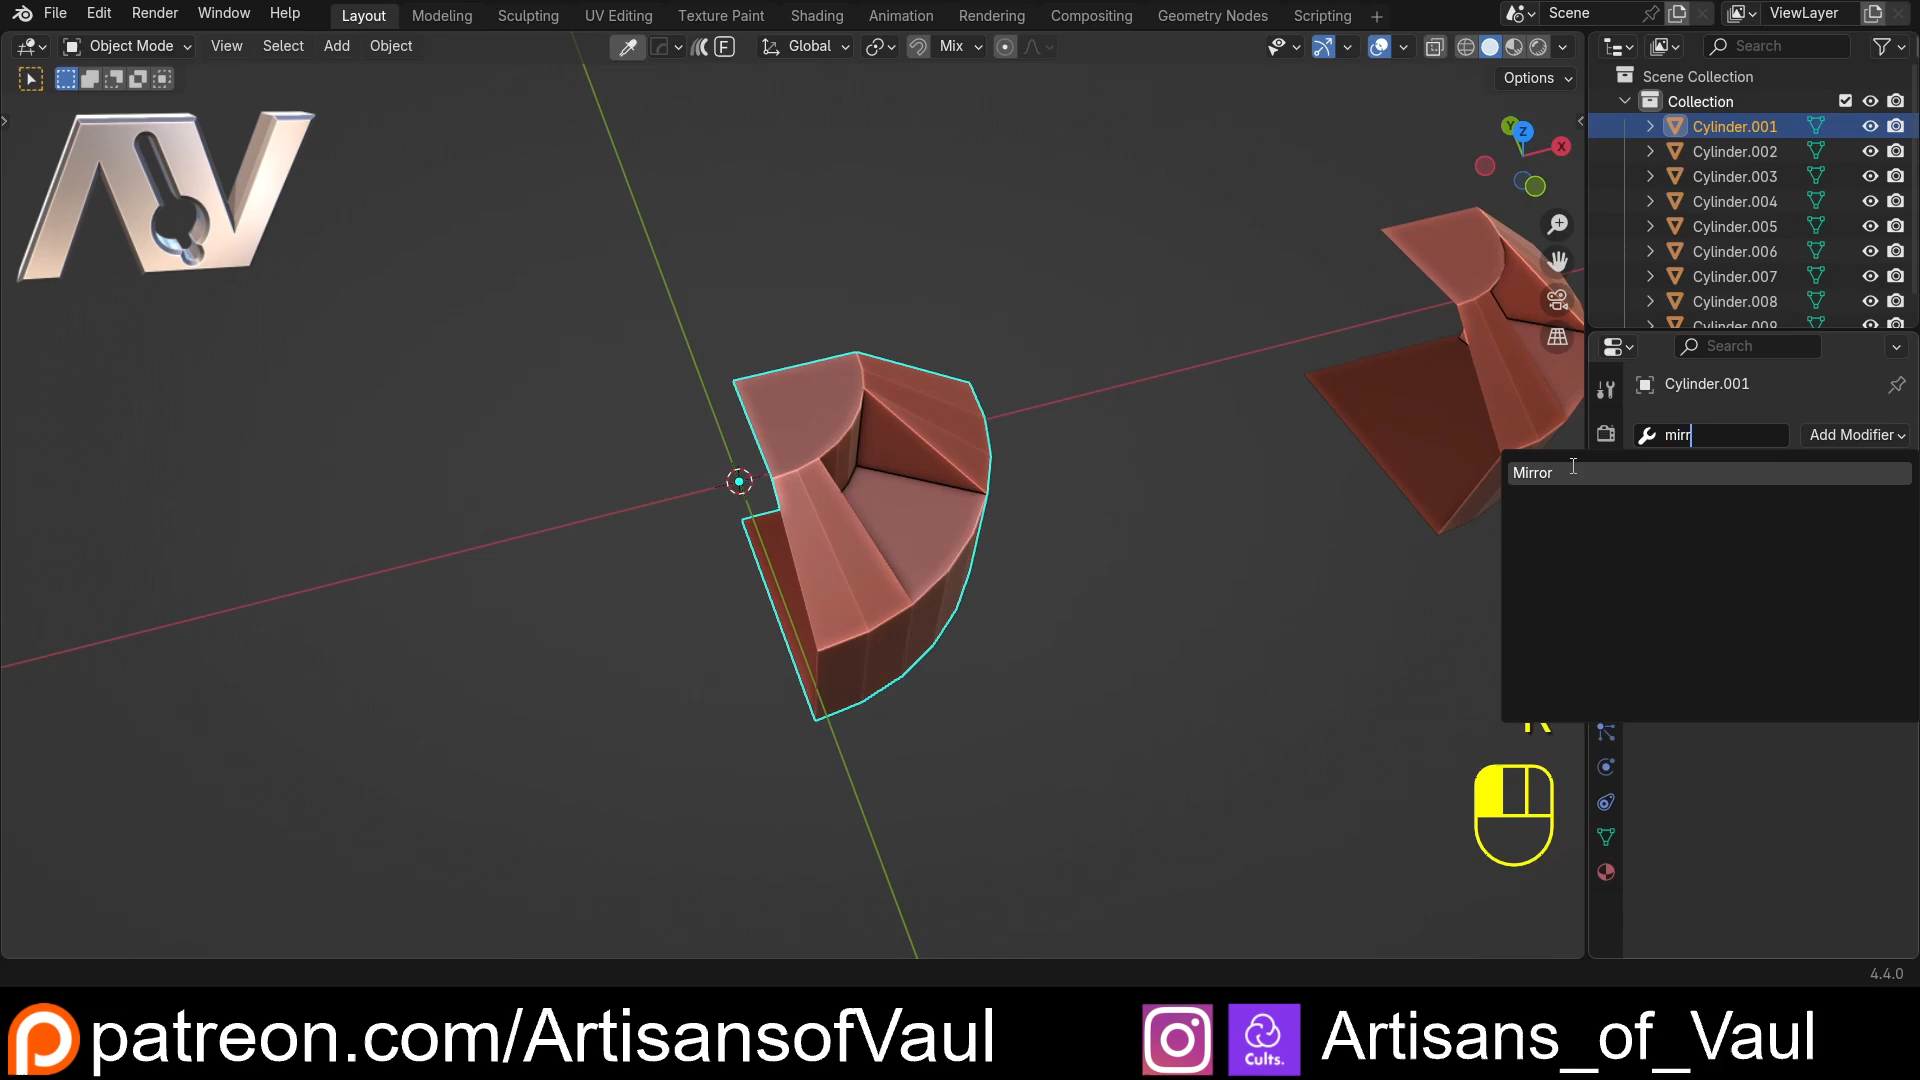 File Edit Render Window Help
Layout Modeling Sculpting UV Editing Texture Paint Shading Animation Rendering Compositing Geometry Nodes Scripting
Scene
ViewLayer
Object Mode View Select Add Object
Global
Mix
Search
Options
Scene Collection
Collection
Cylinder.001
Cylinder.002
Cylinder.003
Cylinder.004
Cylinder.005
Cylinder.006
Cylinder.007
Cylinder.008
Cylinder.009
Y Z X
AV
Search
Cylinder.001
mirr
Add Modifier
Mirror
4.4.0
patreon.com/ArtisansofVaul
Cults.
Artisans_of_Vaul